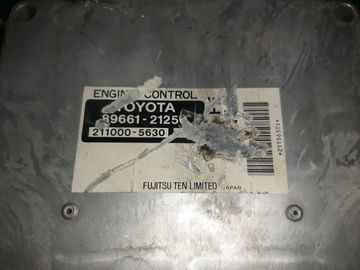 ENGINE CONTROL
TOYOTA
89661-2125
211000-5630
FUJITSU TEN LIMITED JAPAN